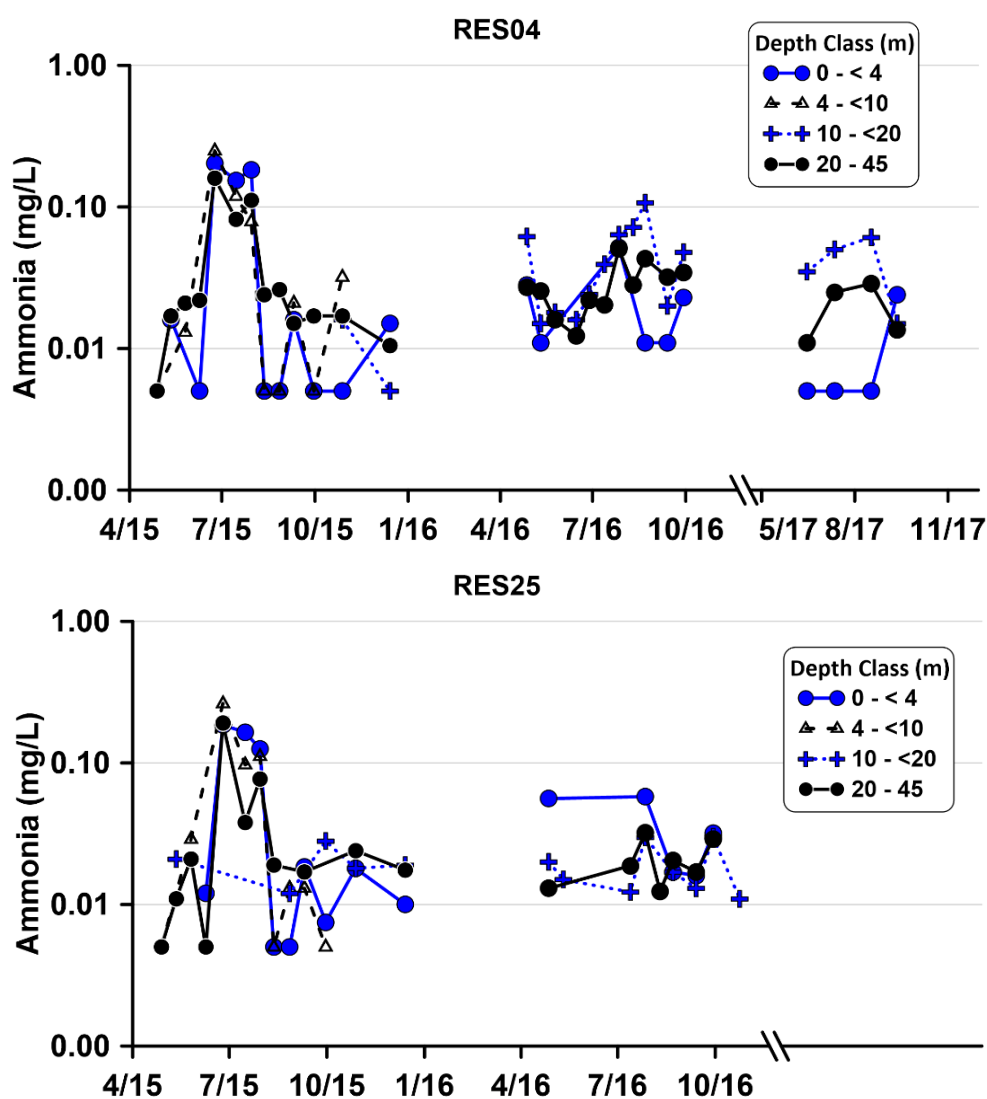 RES04
Depth Class (m)
0 - < 4
4 - <10
10 - <20
20 - 45
Ammonia (mg/L)
1.00
0.10
0.01
0.00
4/15 7/15 10/15 1/16 4/16 7/16 10/16 5/17 8/17 11/17
RES25
Depth Class (m)
0 - < 4
4 - <10
10 - <20
20 - 45
Ammonia (mg/L)
1.00
0.10
0.01
0.00
4/15 7/15 10/15 1/16 4/16 7/16 10/16